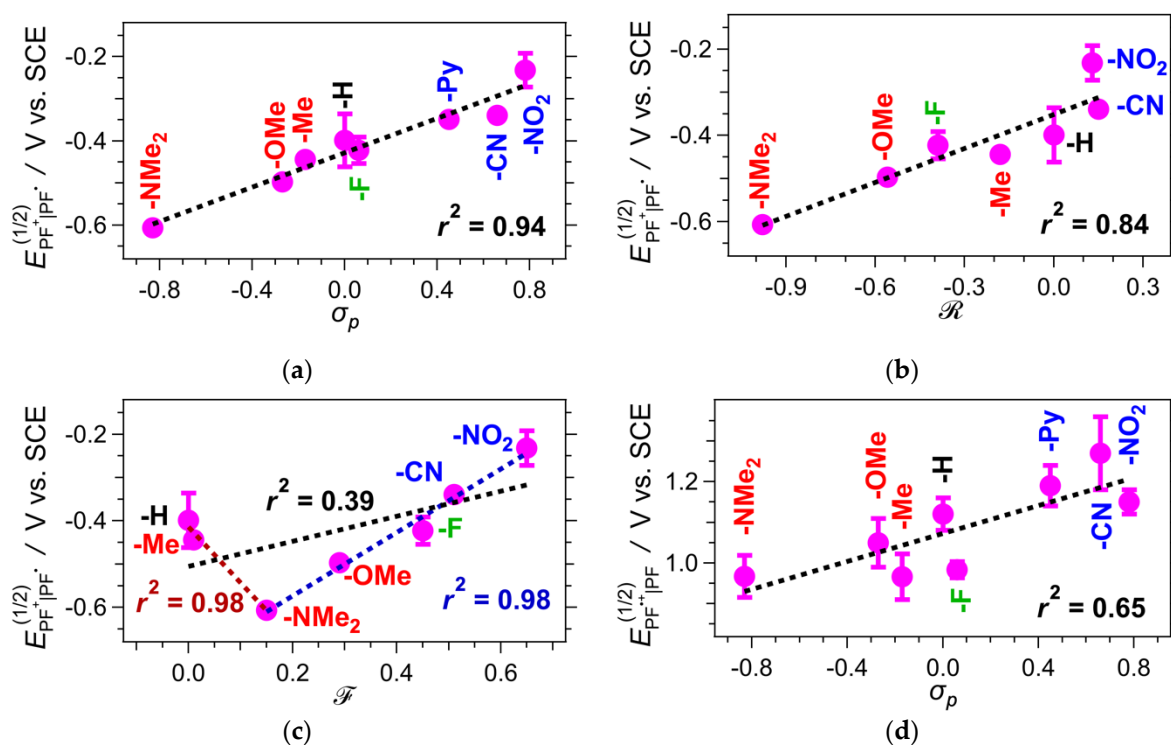 E(1/2)PF+|PF• / V vs. SCE
-0.2
-0.4
-0.6
-NMe2
-OMe
-Me
-H
-F
-Py
-CN
-NO2
r2 = 0.94
-0.8 -0.4 0.0 0.4 0.8
σp
(a)
E(1/2)PF+|PF• / V vs. SCE
-0.2
-0.4
-0.6
-NMe2
-OMe
-F
-Me
-H
-NO2
-CN
r2 = 0.84
-0.9 -0.6 -0.3 0.0 0.3
ℛ
(b)
E(1/2)PF+|PF• / V vs. SCE
-0.2
-0.4
-0.6
-NO2
-CN
r2 = 0.39
-H
-Me
-F
-OMe
r2 = 0.98
-NMe2
r2 = 0.98
0.0 0.2 0.4 0.6
ℱ
(c)
E(1/2)PF•+|PF / V vs. SCE
1.2
1.0
-NMe2
-OMe
-Me
-H
-F
-Py
-CN
-NO2
r2 = 0.65
-0.8 -0.4 0.0 0.4 0.8
σp
(d)